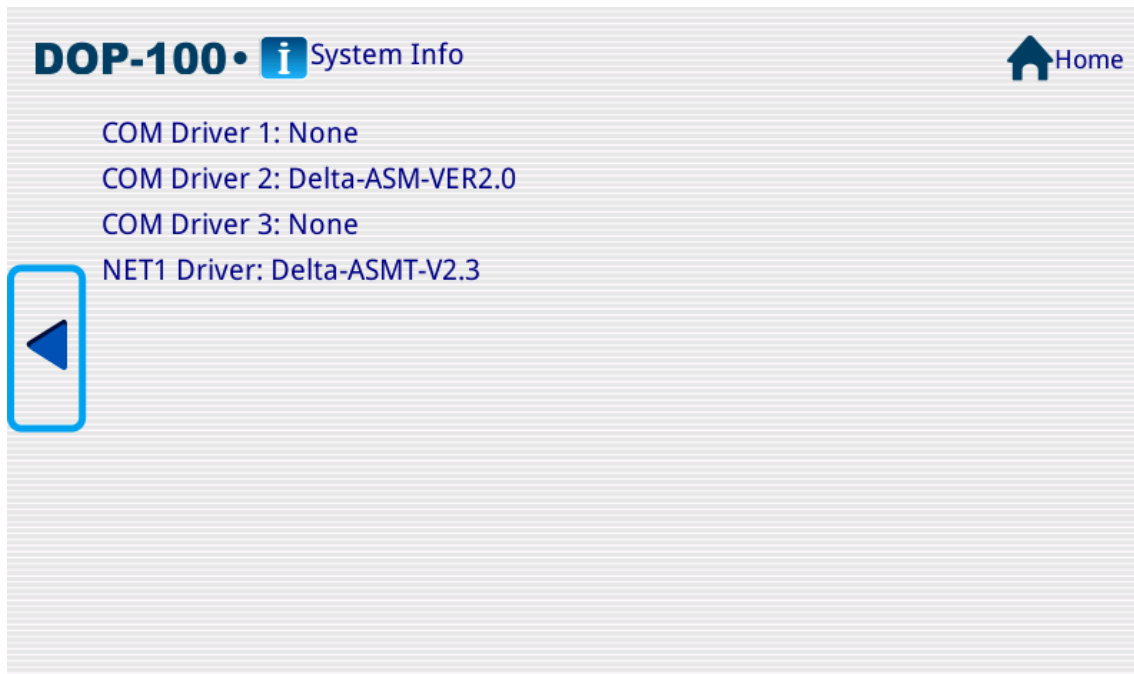 DOP-100• i System Info
Home
COM Driver 1: None
COM Driver 2: Delta-ASM-VER2.0
COM Driver 3: None
NET1 Driver: Delta-ASMT-V2.3